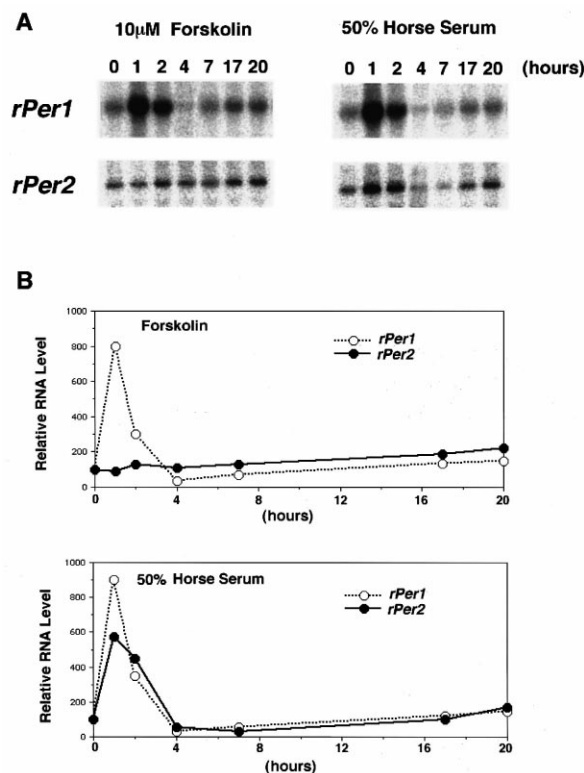 A
10μM Forskolin
50% Horse Serum
0 1 2 4 7 17 20
0 1 2 4 7 17 20 (hours)
rPer1
rPer2
B
1000
800
600
400
200
0
Relative RNA Level
Forskolin
rPer1
rPer2
0 4 8 12 16 20
(hours)
1000
800
600
400
200
0
Relative RNA Level
50% Horse Serum
rPer1
rPer2
0 4 8 12 16 20
(hours)